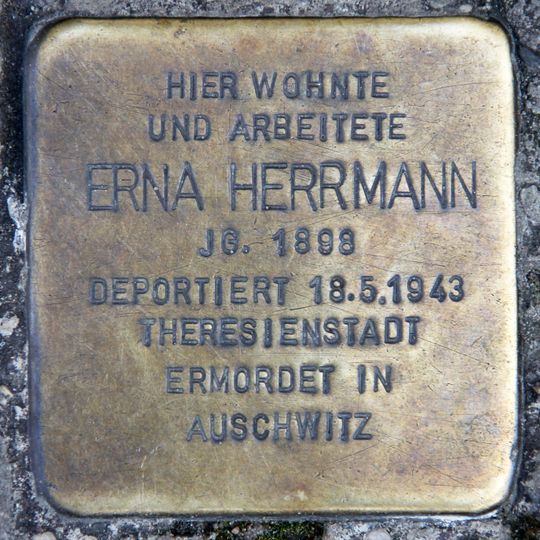 HIER WOHNTE
UND ARBEITETE
ERNA HERRMANN
JG. 1898
DEPORTIERT 18.5.1943
THERESIENSTADT
ERMORDET IN
AUSCHWITZ